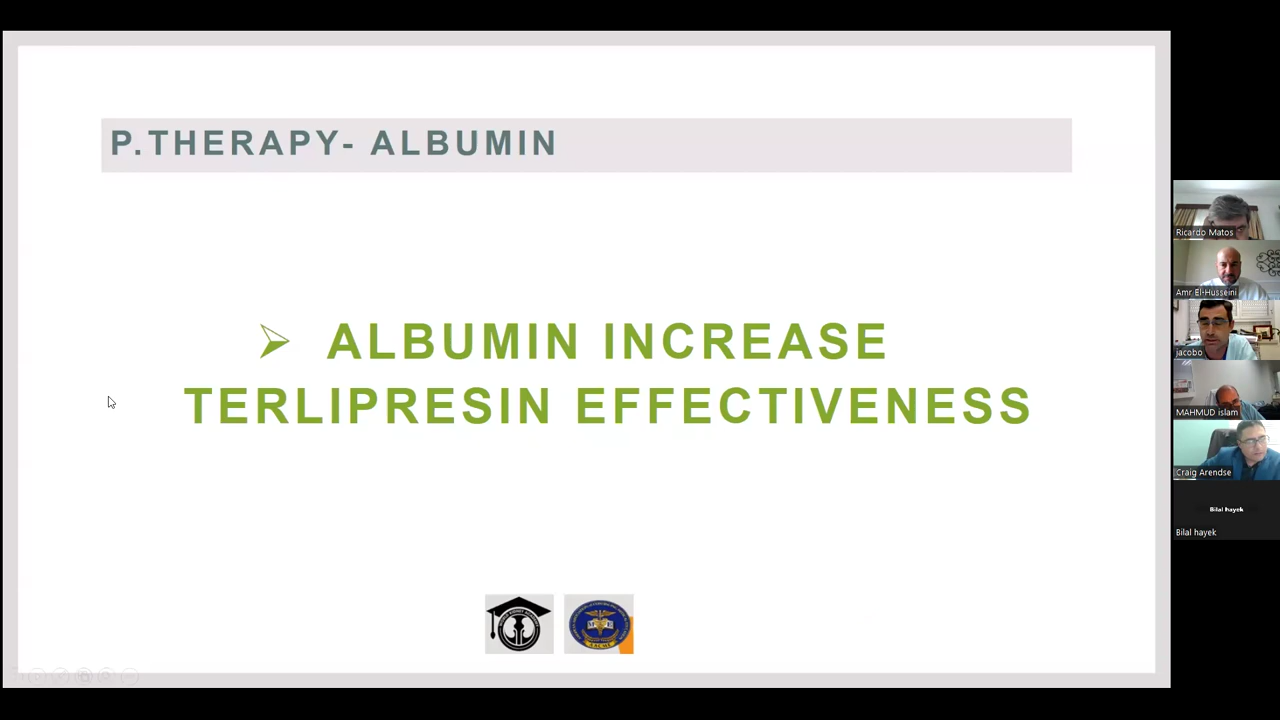 P.THERAPY- ALBUMIN
ALBUMIN INCREASE
TERLIPRESIN EFFECTIVENESS
Ricardo Matos
Amr El-Husseini
jacobo
MAHMUD islam
Craig Arendse
Bilal hayek
Bilal hayek